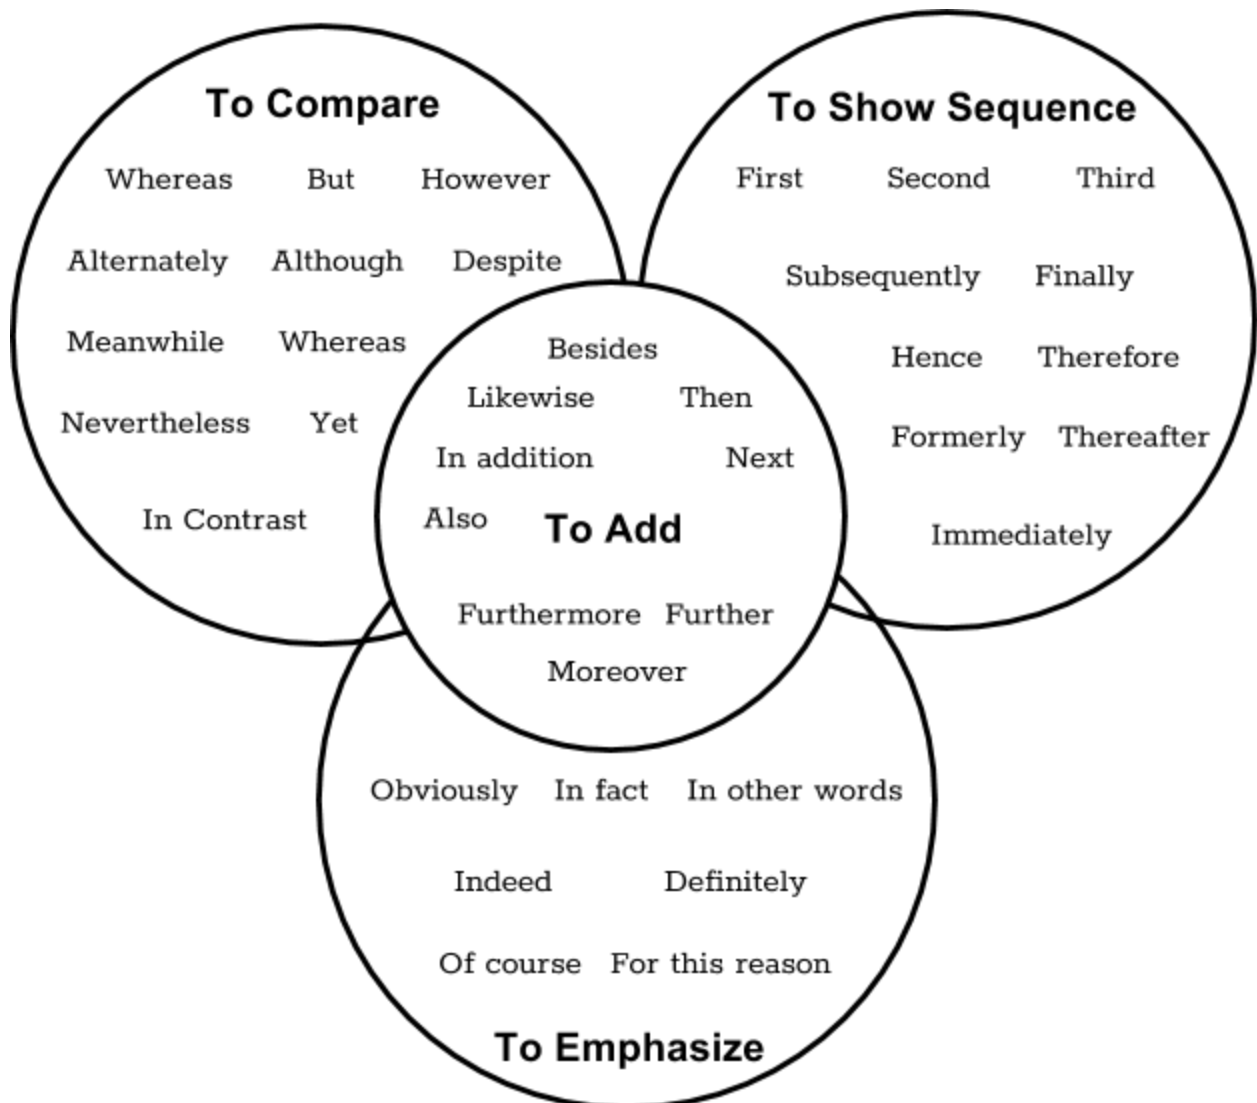 To Compare
Whereas But However
Alternately Although Despite
Meanwhile Whereas
Nevertheless Yet
In Contrast
To Show Sequence
First Second Third
Subsequently Finally
Hence Therefore
Formerly Thereafter
Immediately
Besides
Likewise Then
In addition Next
Also To Add
Furthermore Further
Moreover
Obviously In fact In other words
Indeed Definitely
Of course For this reason
To Emphasize